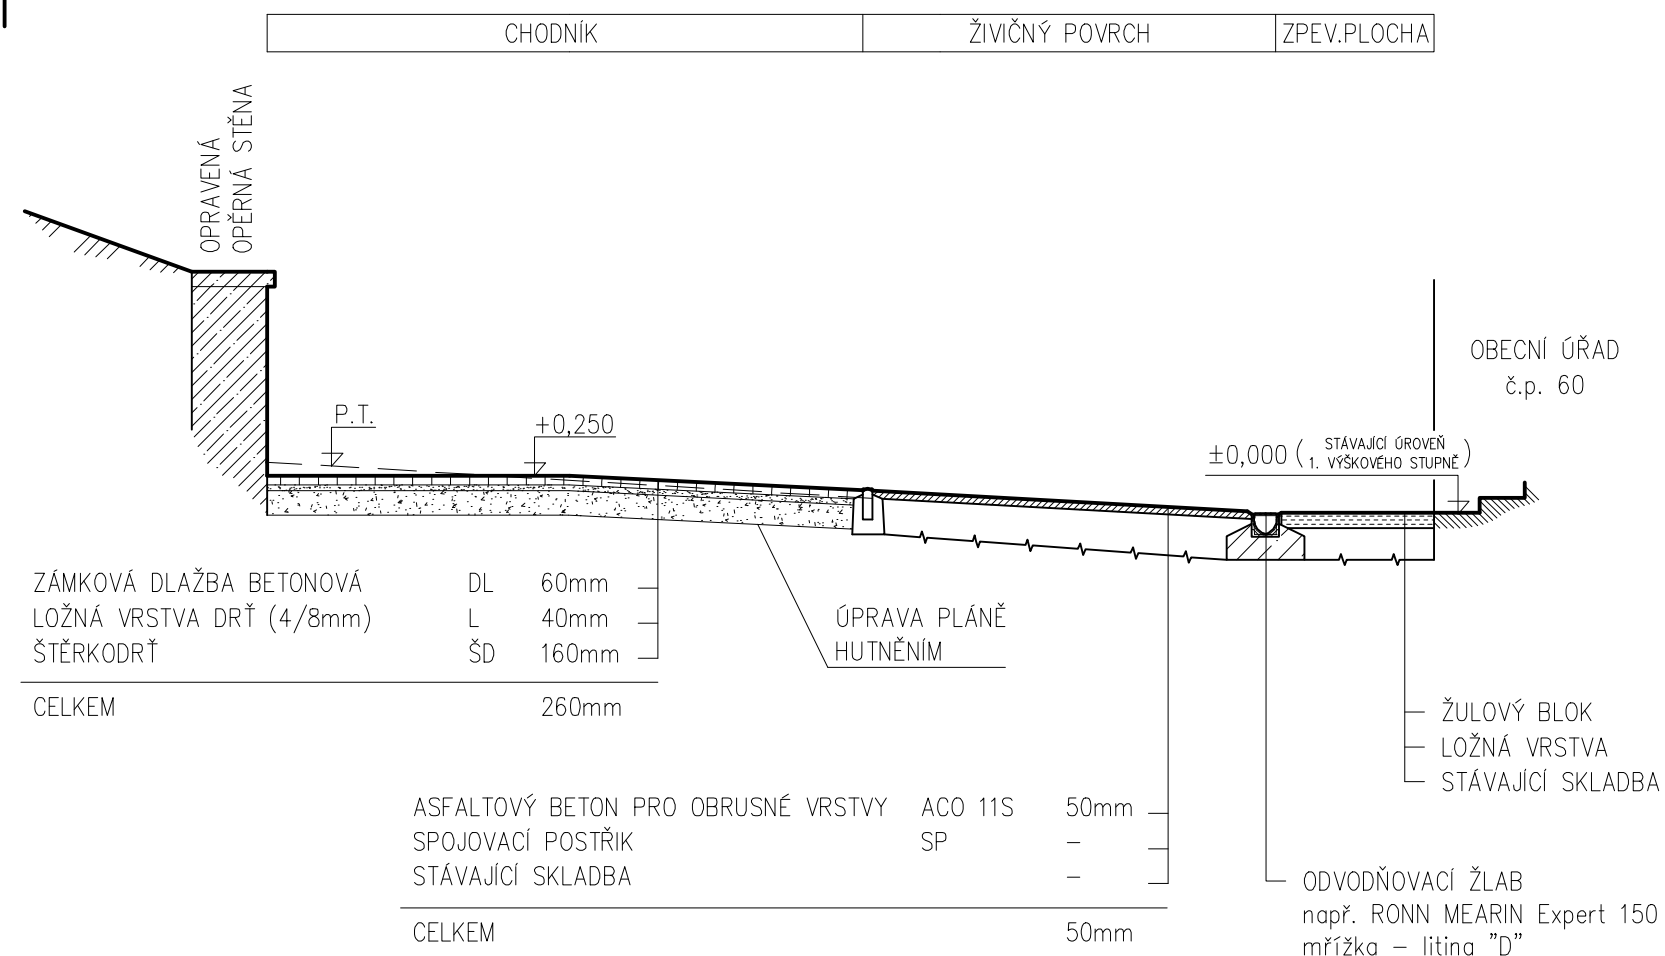 CHODNÍK
ŽIVIČNÝ POVRCH
ZPEV.PLOCHA
OPRAVENÁ
OPĚRNÁ STĚNA
OBECNÍ ÚŘAD
č.p. 60
P.T.
+0,250
±0,000 ( STÁVAJÍCÍ ÚROVEŇ
1. VÝŠKOVÉHO STUPNĚ )
ZÁMKOVÁ DLAŽBA BETONOVÁ DL 60mm
LOŽNÁ VRSTVA DRŤ (4/8mm) L 40mm
ŠTĚRKODRŤ ŠD 160mm
CELKEM 260mm
ÚPRAVA PLÁNĚ
HUTNĚNÍM
ŽULOVÝ BLOK
LOŽNÁ VRSTVA
STÁVAJÍCÍ SKLADBA
ASFALTOVÝ BETON PRO OBRUSNÉ VRSTVY ACO 11S 50mm
SPOJOVACÍ POSTŘIK SP –
STÁVAJÍCÍ SKLADBA –
CELKEM 50mm
ODVODŇOVACÍ ŽLAB
např. RONN MEARIN Expert 150
mřížka – litina "D"